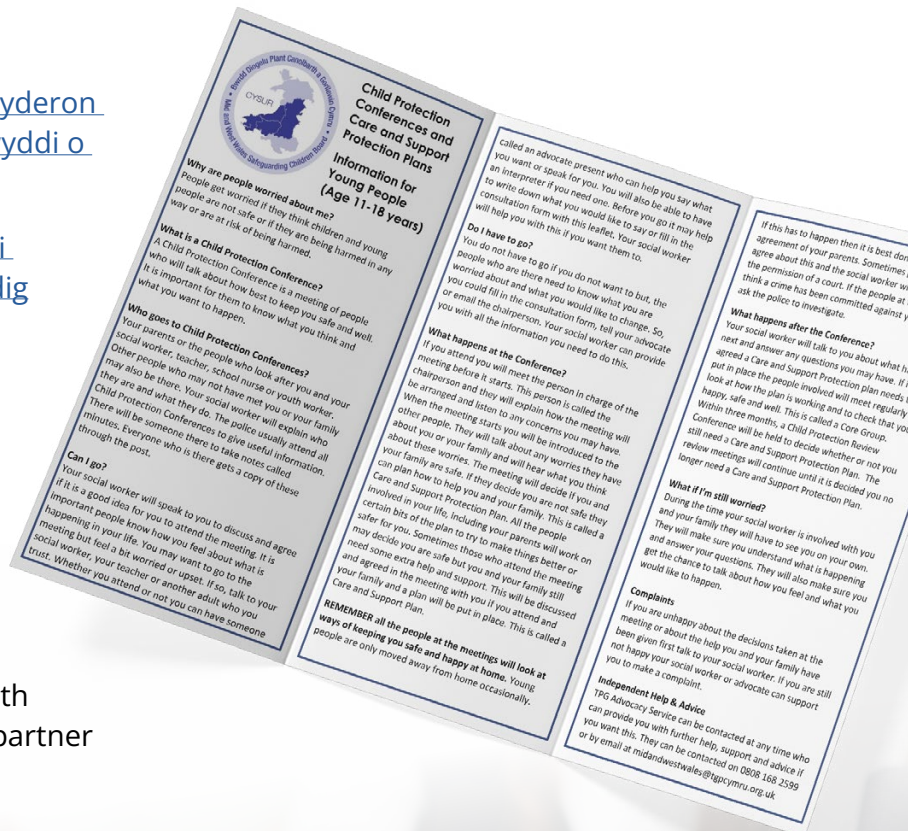 yderon
yddi o
i
dig
th
partner
Bwrdd Diogelu Plant Canolbarth a Gorllewin Cymru
CYSUR
Mid and West Wales Safeguarding Children Board
Child Protection
Conferences and
Care and Support
Protection Plans
Information for
Young People
(Age 11-18 years)
Why are people worried about me?
People get worried if they think children and young
people are not safe or if they are being harmed in any
way or are at risk of being harmed.
What is a Child Protection Conference?
A Child Protection Conference is a meeting of people
who will talk about how best to keep you safe and well.
It is important for them to know what you think and
what you want to happen.
Who goes to Child Protection Conferences?
Your parents or the people who look after you and your
social worker, teacher, school nurse or youth worker.
Other people who may not have met you or your family
may also be there. Your social worker will explain who
they are and what they do. The police usually attend all
Child Protection Conferences to give useful information.
There will be someone there to take notes called
minutes. Everyone who is there gets a copy of these
through the post.
Can I go?
Your social worker will speak to you to discuss and agree
if it is a good idea for you to attend the meeting. It is
important people know how you feel about what is
happening in your life. You may want to go to the
meeting but feel a bit worried or upset. If so, talk to your
social worker, your teacher or another adult who you
trust. Whether you attend or not you can have someone
called an advocate present who can help you say what
you want or speak for you. You will also be able to have
an interpreter if you need one. Before you go it may help
to write down what you would like to say or fill in the
consultation form with this leaflet. Your social worker
will help you with this if you want them to.
Do I have to go?
You do not have to go if you do not want to but, the
people who are there need to know what you are
worried about and what you would like to change. So,
you could fill in the consultation form, tell your advocate
or email the chairperson. Your social worker can provide
you with all the information you need to do this.
What happens at the Conference?
If you attend you will meet the person in charge of the
meeting before it starts. This person is called the
chairperson and they will explain how the meeting will
be arranged and listen to any concerns you may have.
When the meeting starts you will be introduced to the
other people. They will talk about any worries they have
about you or your family and will hear what you think
about these worries. The meeting will decide if you and
your family are safe. If they decide you are not safe they
can plan how to help you and your family. This is called a
Care and Support Protection Plan. All the people
involved in your life, including your parents will work on
certain bits of the plan to try to make things better or
safer for you. Sometimes those who attend the meeting
may decide you are safe but you and your family still
need some extra help and support. This will be discussed
and agreed in the meeting with you if you attend and
your family and a plan will be put in place. This is called a
Care and Support Plan.
REMEMBER all the people at the meetings will look at
ways of keeping you safe and happy at home. Young
people are only moved away from home occasionally.
If this has to happen then it is best don
agreement of your parents. Sometimes
agree about this and the social worker wi
the permission of a court. If the people at t
think a crime has been committed against y
ask the police to investigate.
What happens after the Conference?
Your social worker will talk to you about what h
next and answer any questions you may have. If i
agreed a Care and Support Protection plan needs t
put in place the people involved will meet regularly
look at how the plan is working and to check that you
happy, safe and well. This is called a Core Group.
Within three months, a Child Protection Review
Conference will be held to decide whether or not you
still need a Care and Support Protection Plan. The
review meetings will continue until it is decided you no
longer need a Care and Support Protection Plan.
What if I'm still worried?
During the time your social worker is involved with you
and your family they will have to see you on your own.
They will make sure you understand what is happening
and answer your questions. They will also make sure you
get the chance to talk about how you feel and what you
would like to happen.
Complaints
If you are unhappy about the decisions taken at the
meeting or about the help you and your family have
been given first talk to your social worker. If you are still
not happy your social worker or advocate can support
you to make a complaint.
Independent Help & Advice
TPG Advocacy Service can be contacted at any time who
can provide you with further help, support and advice if
you want this. They can be contacted on 0808 168 2599
or by email at midandwestwales@tgpcymru.org.uk